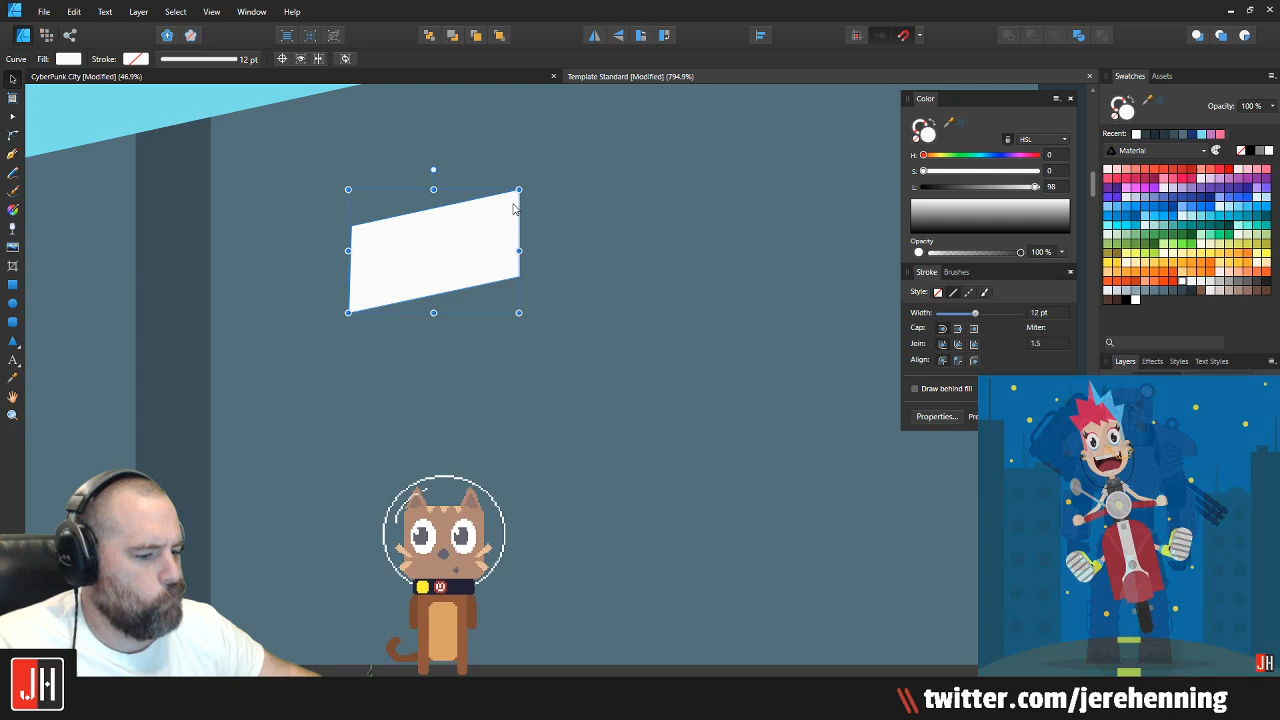 File Edit Text Layer Select View Window Help
Curve Fill: Stroke: 12 pt
CyberPunk City [Modified] (46.9%) × Template Standard [Modified] (794.9%) ×
Swatches Assets
Opacity: 100 %
Recent:
Material
Color
HSL
H: 0
S: 0
L: 98
Opacity
100 %
Stroke Brushes
Style:
Width: 12 pt
Cap: Miter:
Join: 1.5
Align:
Draw behind fill
Properties... Pre
Layers Effects Styles Text Styles
JH
JH
\\ twitter.com/jerehenning